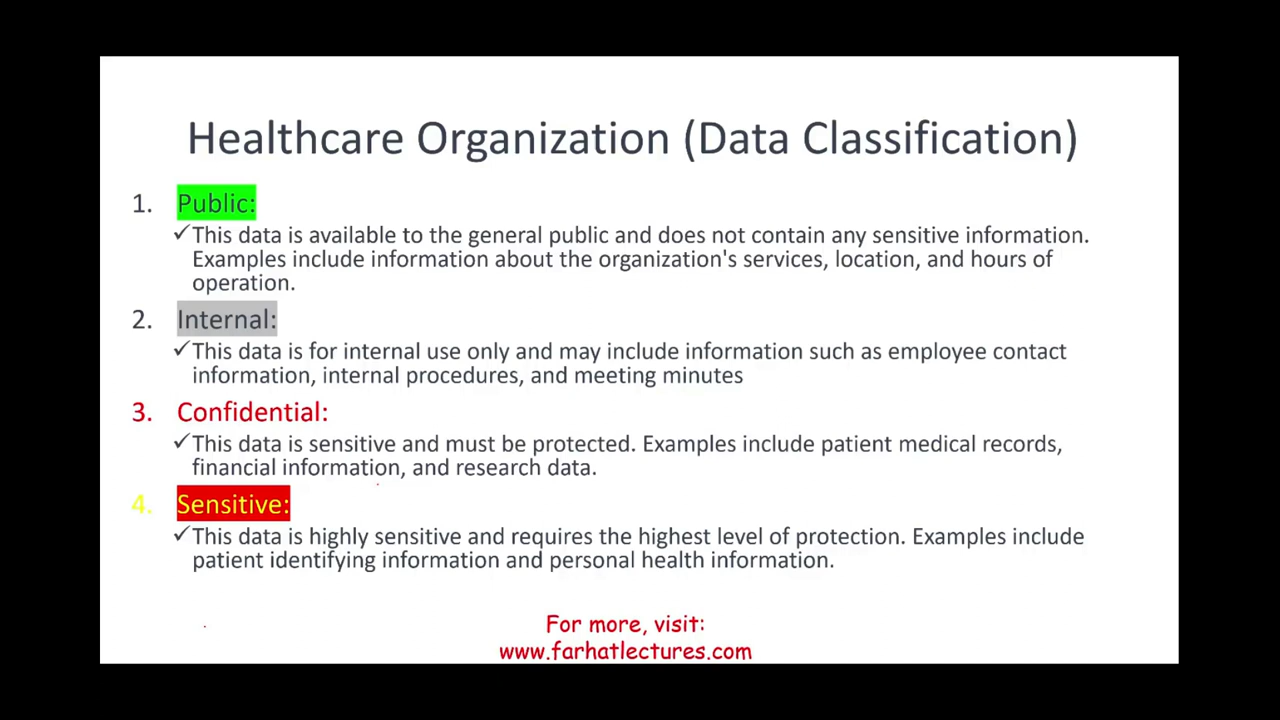 Healthcare Organization (Data Classification)
1. Public:
✓This data is available to the general public and does not contain any sensitive information.
Examples include information about the organization's services, location, and hours of
operation.
2. Internal:
✓This data is for internal use only and may include information such as employee contact
information, internal procedures, and meeting minutes
3. Confidential:
✓This data is sensitive and must be protected. Examples include patient medical records,
financial information, and research data.
4. Sensitive:
✓This data is highly sensitive and requires the highest level of protection. Examples include
patient identifying information and personal health information.
For more, visit:
www.farhatlectures.com